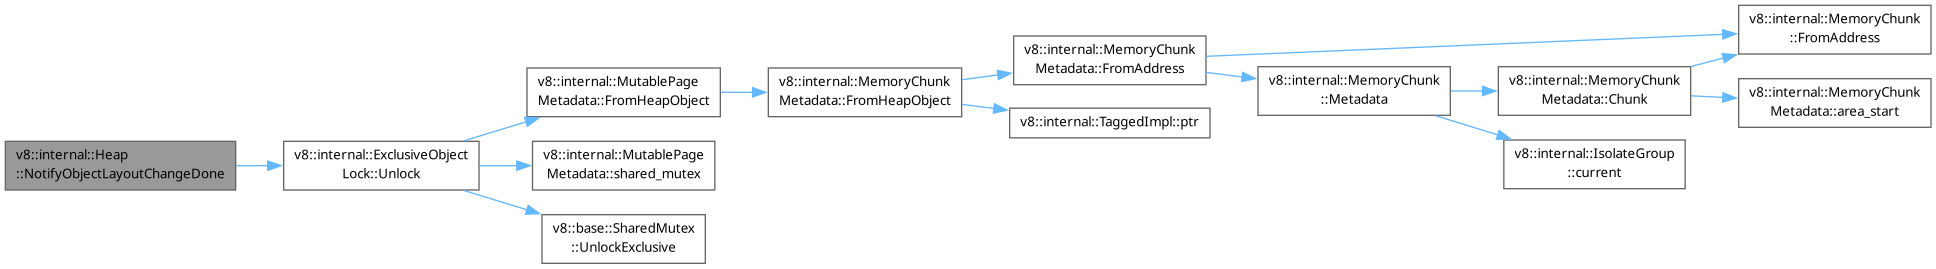 v8::internal::Heap
::NotifyObjectLayoutChangeDone
v8::internal::ExclusiveObject
Lock::Unlock
v8::internal::MutablePage
Metadata::FromHeapObject
v8::internal::MutablePage
Metadata::shared_mutex
v8::base::SharedMutex
::UnlockExclusive
v8::internal::MemoryChunk
Metadata::FromHeapObject
v8::internal::MemoryChunk
Metadata::FromAddress
v8::internal::TaggedImpl::ptr
v8::internal::MemoryChunk
::Metadata
v8::internal::MemoryChunk
Metadata::Chunk
v8::internal::IsolateGroup
::current
v8::internal::MemoryChunk
::FromAddress
v8::internal::MemoryChunk
Metadata::area_start